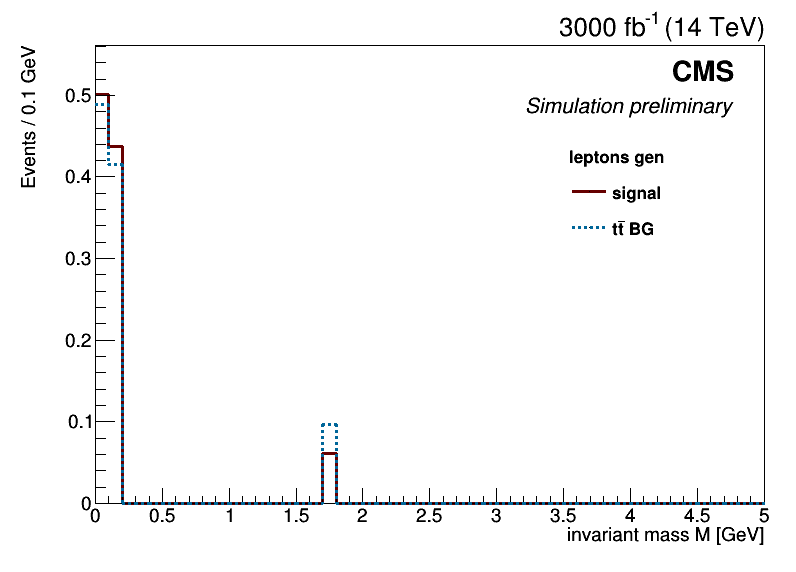 3000 fb-1 (14 TeV)
Events / 0.1 GeV
CMS
Simulation preliminary
leptons gen
signal
tt̄ BG
0.5
0.4
0.3
0.2
0.1
0
0 0.5 1 1.5 2 2.5 3 3.5 4 4.5 5
invariant mass M [GeV]